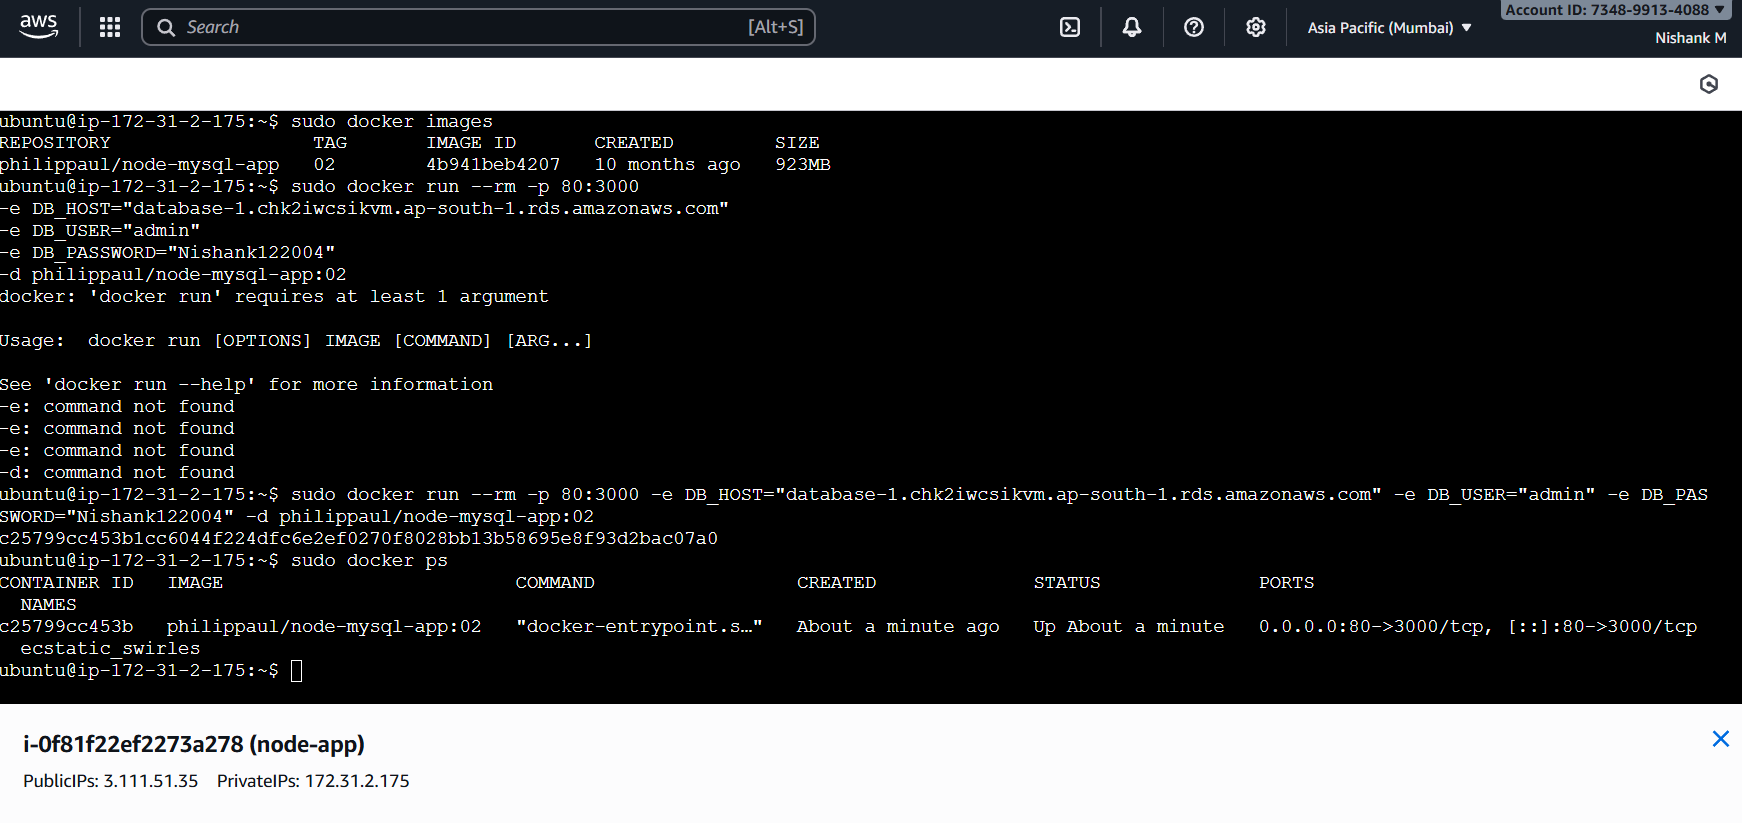 aws
Search [Alt+S]
Asia Pacific (Mumbai)
Account ID: 7348-9913-4088
Nishank M
ubuntu@ip-172-31-2-175:~$ sudo docker images
REPOSITORY TAG IMAGE ID CREATED SIZE
philippaul/node-mysql-app 02 4b941beb4207 10 months ago 923MB
ubuntu@ip-172-31-2-175:~$ sudo docker run --rm -p 80:3000
-e DB_HOST="database-1.chk2iwcsikvm.ap-south-1.rds.amazonaws.com"
-e DB_USER="admin"
-e DB_PASSWORD="Nishank122004"
-d philippaul/node-mysql-app:02
docker: 'docker run' requires at least 1 argument
Usage:  docker run [OPTIONS] IMAGE [COMMAND] [ARG...]
See 'docker run --help' for more information
-e: command not found
-e: command not found
-e: command not found
-d: command not found
ubuntu@ip-172-31-2-175:~$ sudo docker run --rm -p 80:3000 -e DB_HOST="database-1.chk2iwcsikvm.ap-south-1.rds.amazonaws.com" -e DB_USER="admin" -e DB_PAS
SWORD="Nishank122004" -d philippaul/node-mysql-app:02
c25799cc453b1cc6044f224dfc6e2ef0270f8028bb13b58695e8f93d2bac07a0
ubuntu@ip-172-31-2-175:~$ sudo docker ps
CONTAINER ID IMAGE COMMAND CREATED STATUS PORTS
NAMES
c25799cc453b philippaul/node-mysql-app:02 "docker-entrypoint.s…" About a minute ago Up About a minute 0.0.0.0:80->3000/tcp, [::]:80->3000/tcp
ecstatic_swirles
ubuntu@ip-172-31-2-175:~$
i-0f81f22ef2273a278 (node-app)
PublicIPs: 3.111.51.35 PrivateIPs: 172.31.2.175